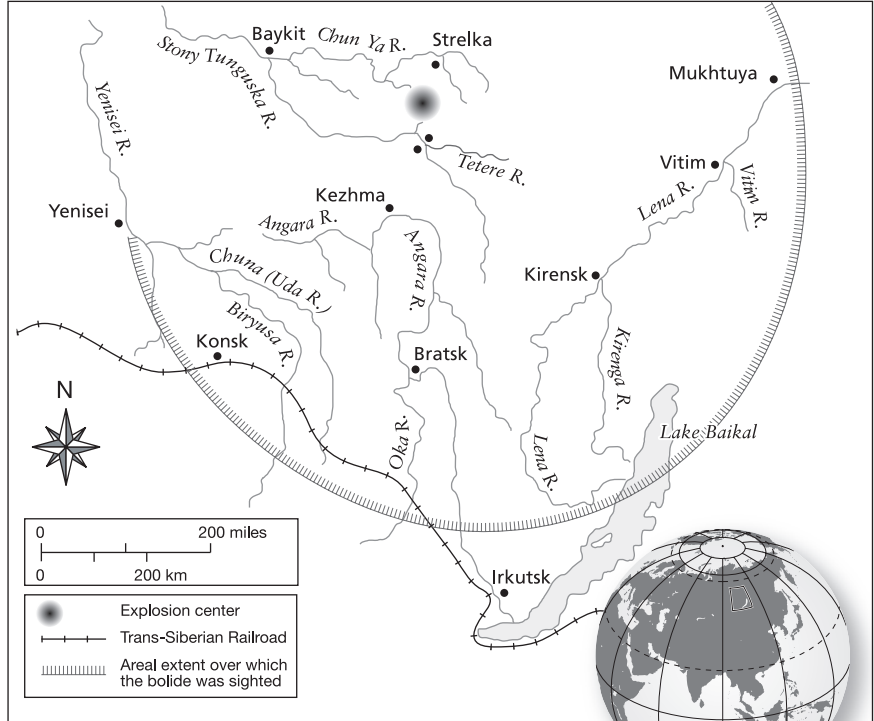 Baykit
Chun Ya R.
Strelka
Stony Tunguska R.
Mukhtuya
Yenisei R.
Tetere R.
Vitim
Vitim R.
Lena R.
Kezhma
Yenisei
Angara R.
Chuna (Uda R.)
Angara R.
Kirensk
Biryusa R.
Konsk
Bratsk
Kirenga R.
N
Oka R.
Lena R.
Lake Baikal
0 200 miles
0 200 km
Irkutsk
Explosion center
Trans-Siberian Railroad
Areal extent over which
the bolide was sighted